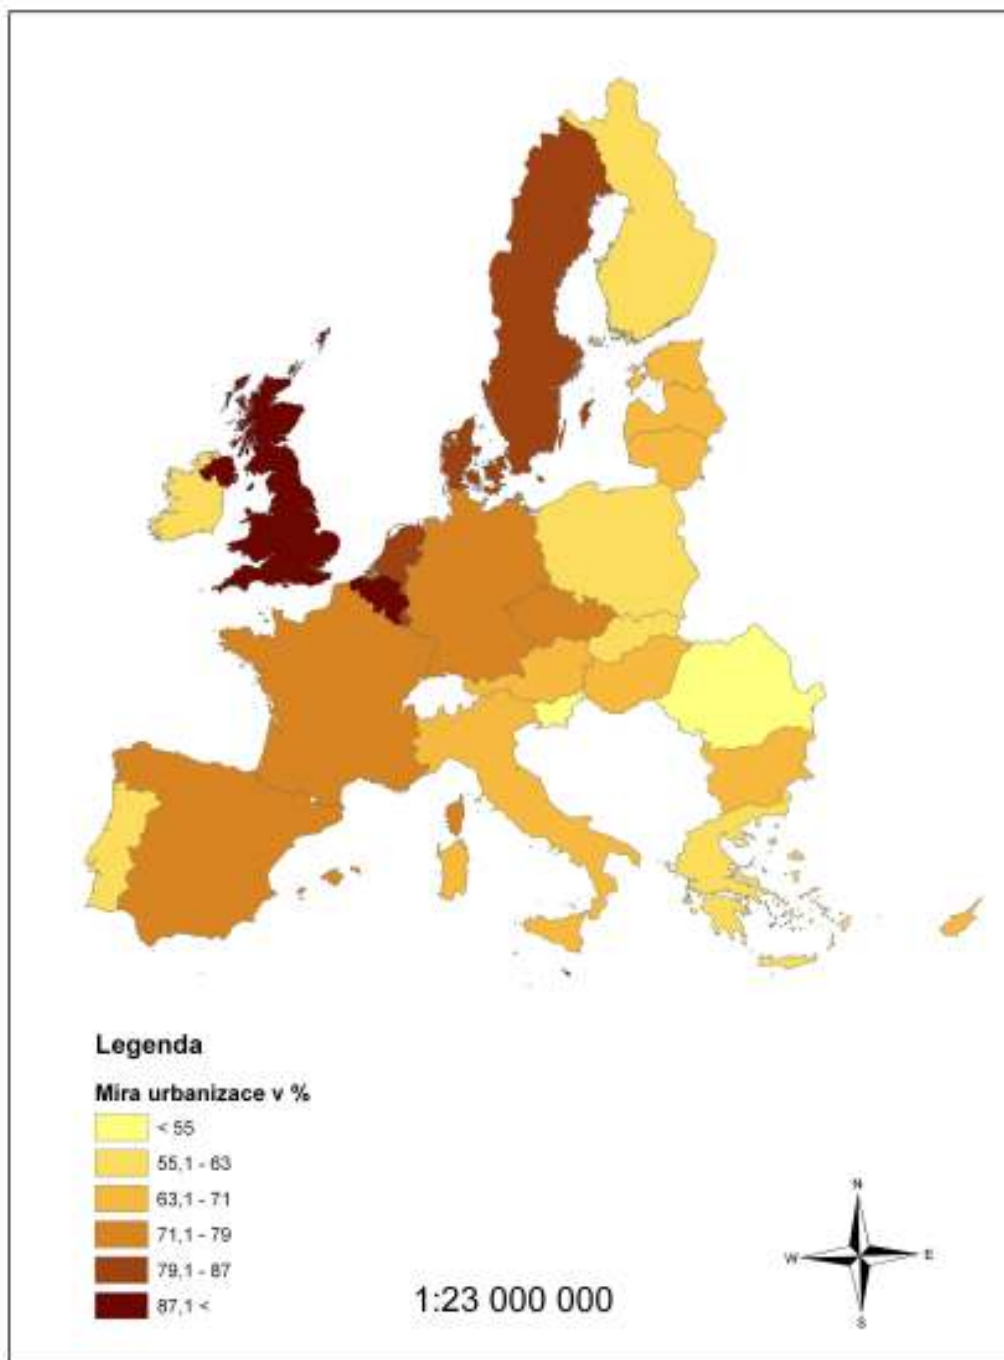 Legenda
Mira urbanizace v %
< 55
55,1 - 63
63,1 - 71
71,1 - 79
79,1 - 87
87,1 <
1:23 000 000
N
W
E
S